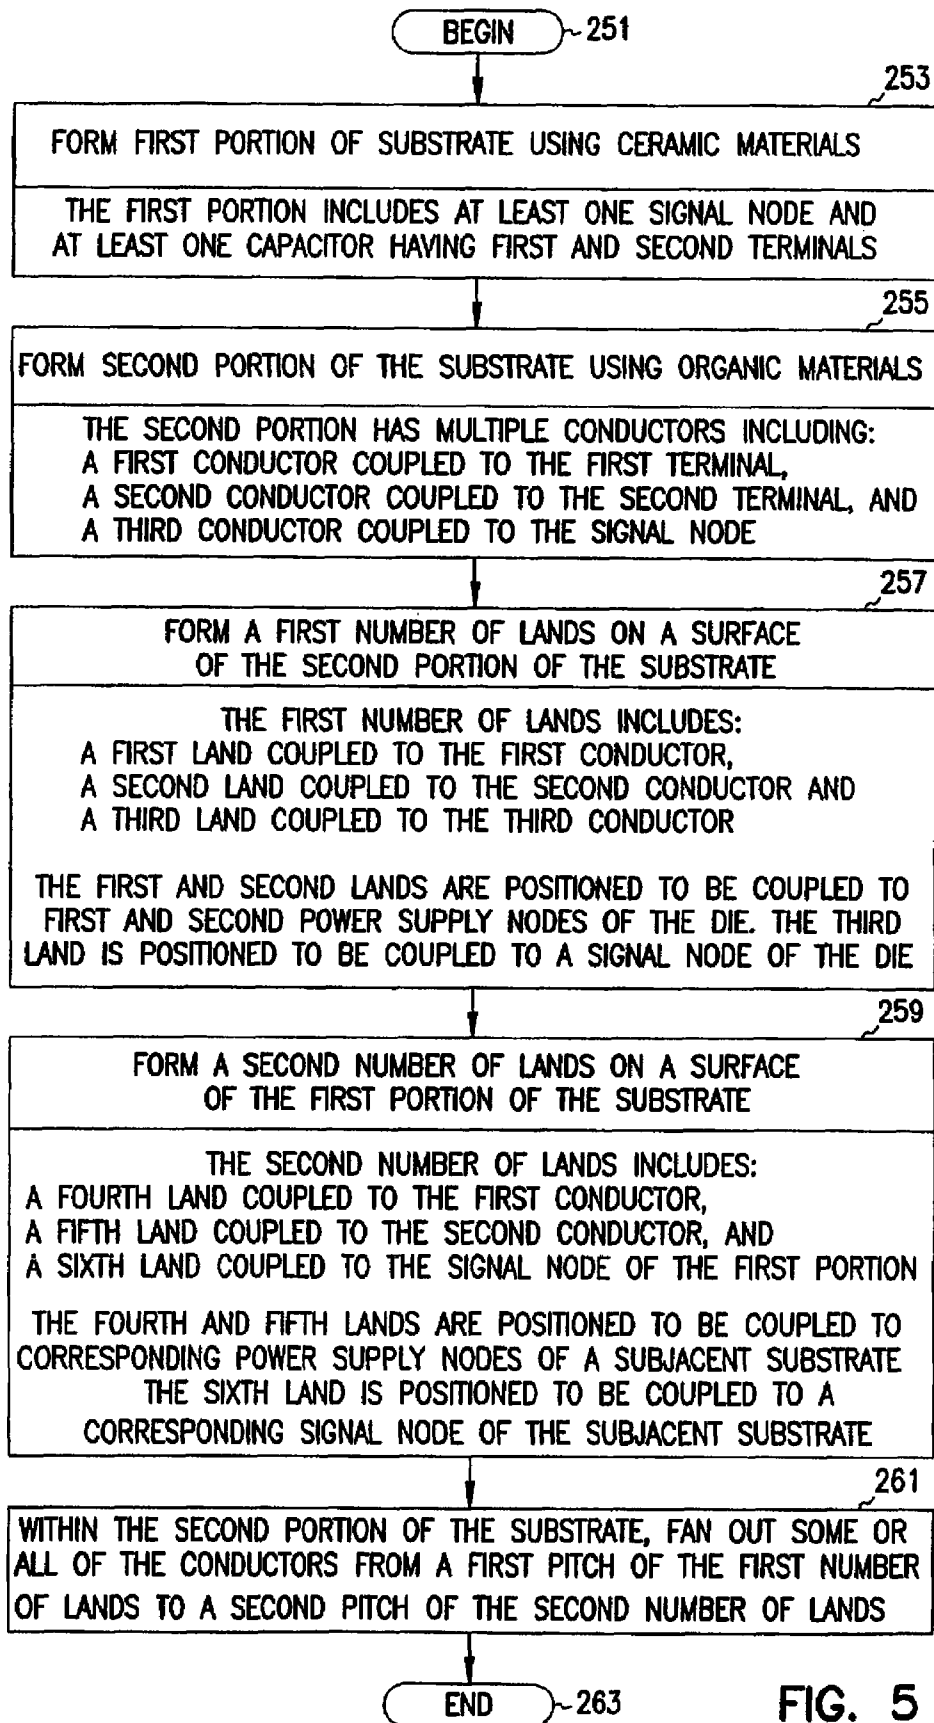 BEGIN 251
253
FORM FIRST PORTION OF SUBSTRATE USING CERAMIC MATERIALS
THE FIRST PORTION INCLUDES AT LEAST ONE SIGNAL NODE AND
AT LEAST ONE CAPACITOR HAVING FIRST AND SECOND TERMINALS
255
FORM SECOND PORTION OF THE SUBSTRATE USING ORGANIC MATERIALS
THE SECOND PORTION HAS MULTIPLE CONDUCTORS INCLUDING:
A FIRST CONDUCTOR COUPLED TO THE FIRST TERMINAL,
A SECOND CONDUCTOR COUPLED TO THE SECOND TERMINAL, AND
A THIRD CONDUCTOR COUPLED TO THE SIGNAL NODE
257
FORM A FIRST NUMBER OF LANDS ON A SURFACE
OF THE SECOND PORTION OF THE SUBSTRATE
THE FIRST NUMBER OF LANDS INCLUDES:
A FIRST LAND COUPLED TO THE FIRST CONDUCTOR,
A SECOND LAND COUPLED TO THE SECOND CONDUCTOR AND
A THIRD LAND COUPLED TO THE THIRD CONDUCTOR
THE FIRST AND SECOND LANDS ARE POSITIONED TO BE COUPLED TO
FIRST AND SECOND POWER SUPPLY NODES OF THE DIE. THE THIRD
LAND IS POSITIONED TO BE COUPLED TO A SIGNAL NODE OF THE DIE
259
FORM A SECOND NUMBER OF LANDS ON A SURFACE
OF THE FIRST PORTION OF THE SUBSTRATE
THE SECOND NUMBER OF LANDS INCLUDES:
A FOURTH LAND COUPLED TO THE FIRST CONDUCTOR,
A FIFTH LAND COUPLED TO THE SECOND CONDUCTOR, AND
A SIXTH LAND COUPLED TO THE SIGNAL NODE OF THE FIRST PORTION
THE FOURTH AND FIFTH LANDS ARE POSITIONED TO BE COUPLED TO
CORRESPONDING POWER SUPPLY NODES OF A SUBJACENT SUBSTRATE
THE SIXTH LAND IS POSITIONED TO BE COUPLED TO A
CORRESPONDING SIGNAL NODE OF THE SUBJACENT SUBSTRATE
261
WITHIN THE SECOND PORTION OF THE SUBSTRATE, FAN OUT SOME OR
ALL OF THE CONDUCTORS FROM A FIRST PITCH OF THE FIRST NUMBER
OF LANDS TO A SECOND PITCH OF THE SECOND NUMBER OF LANDS
END 263
FIG. 5